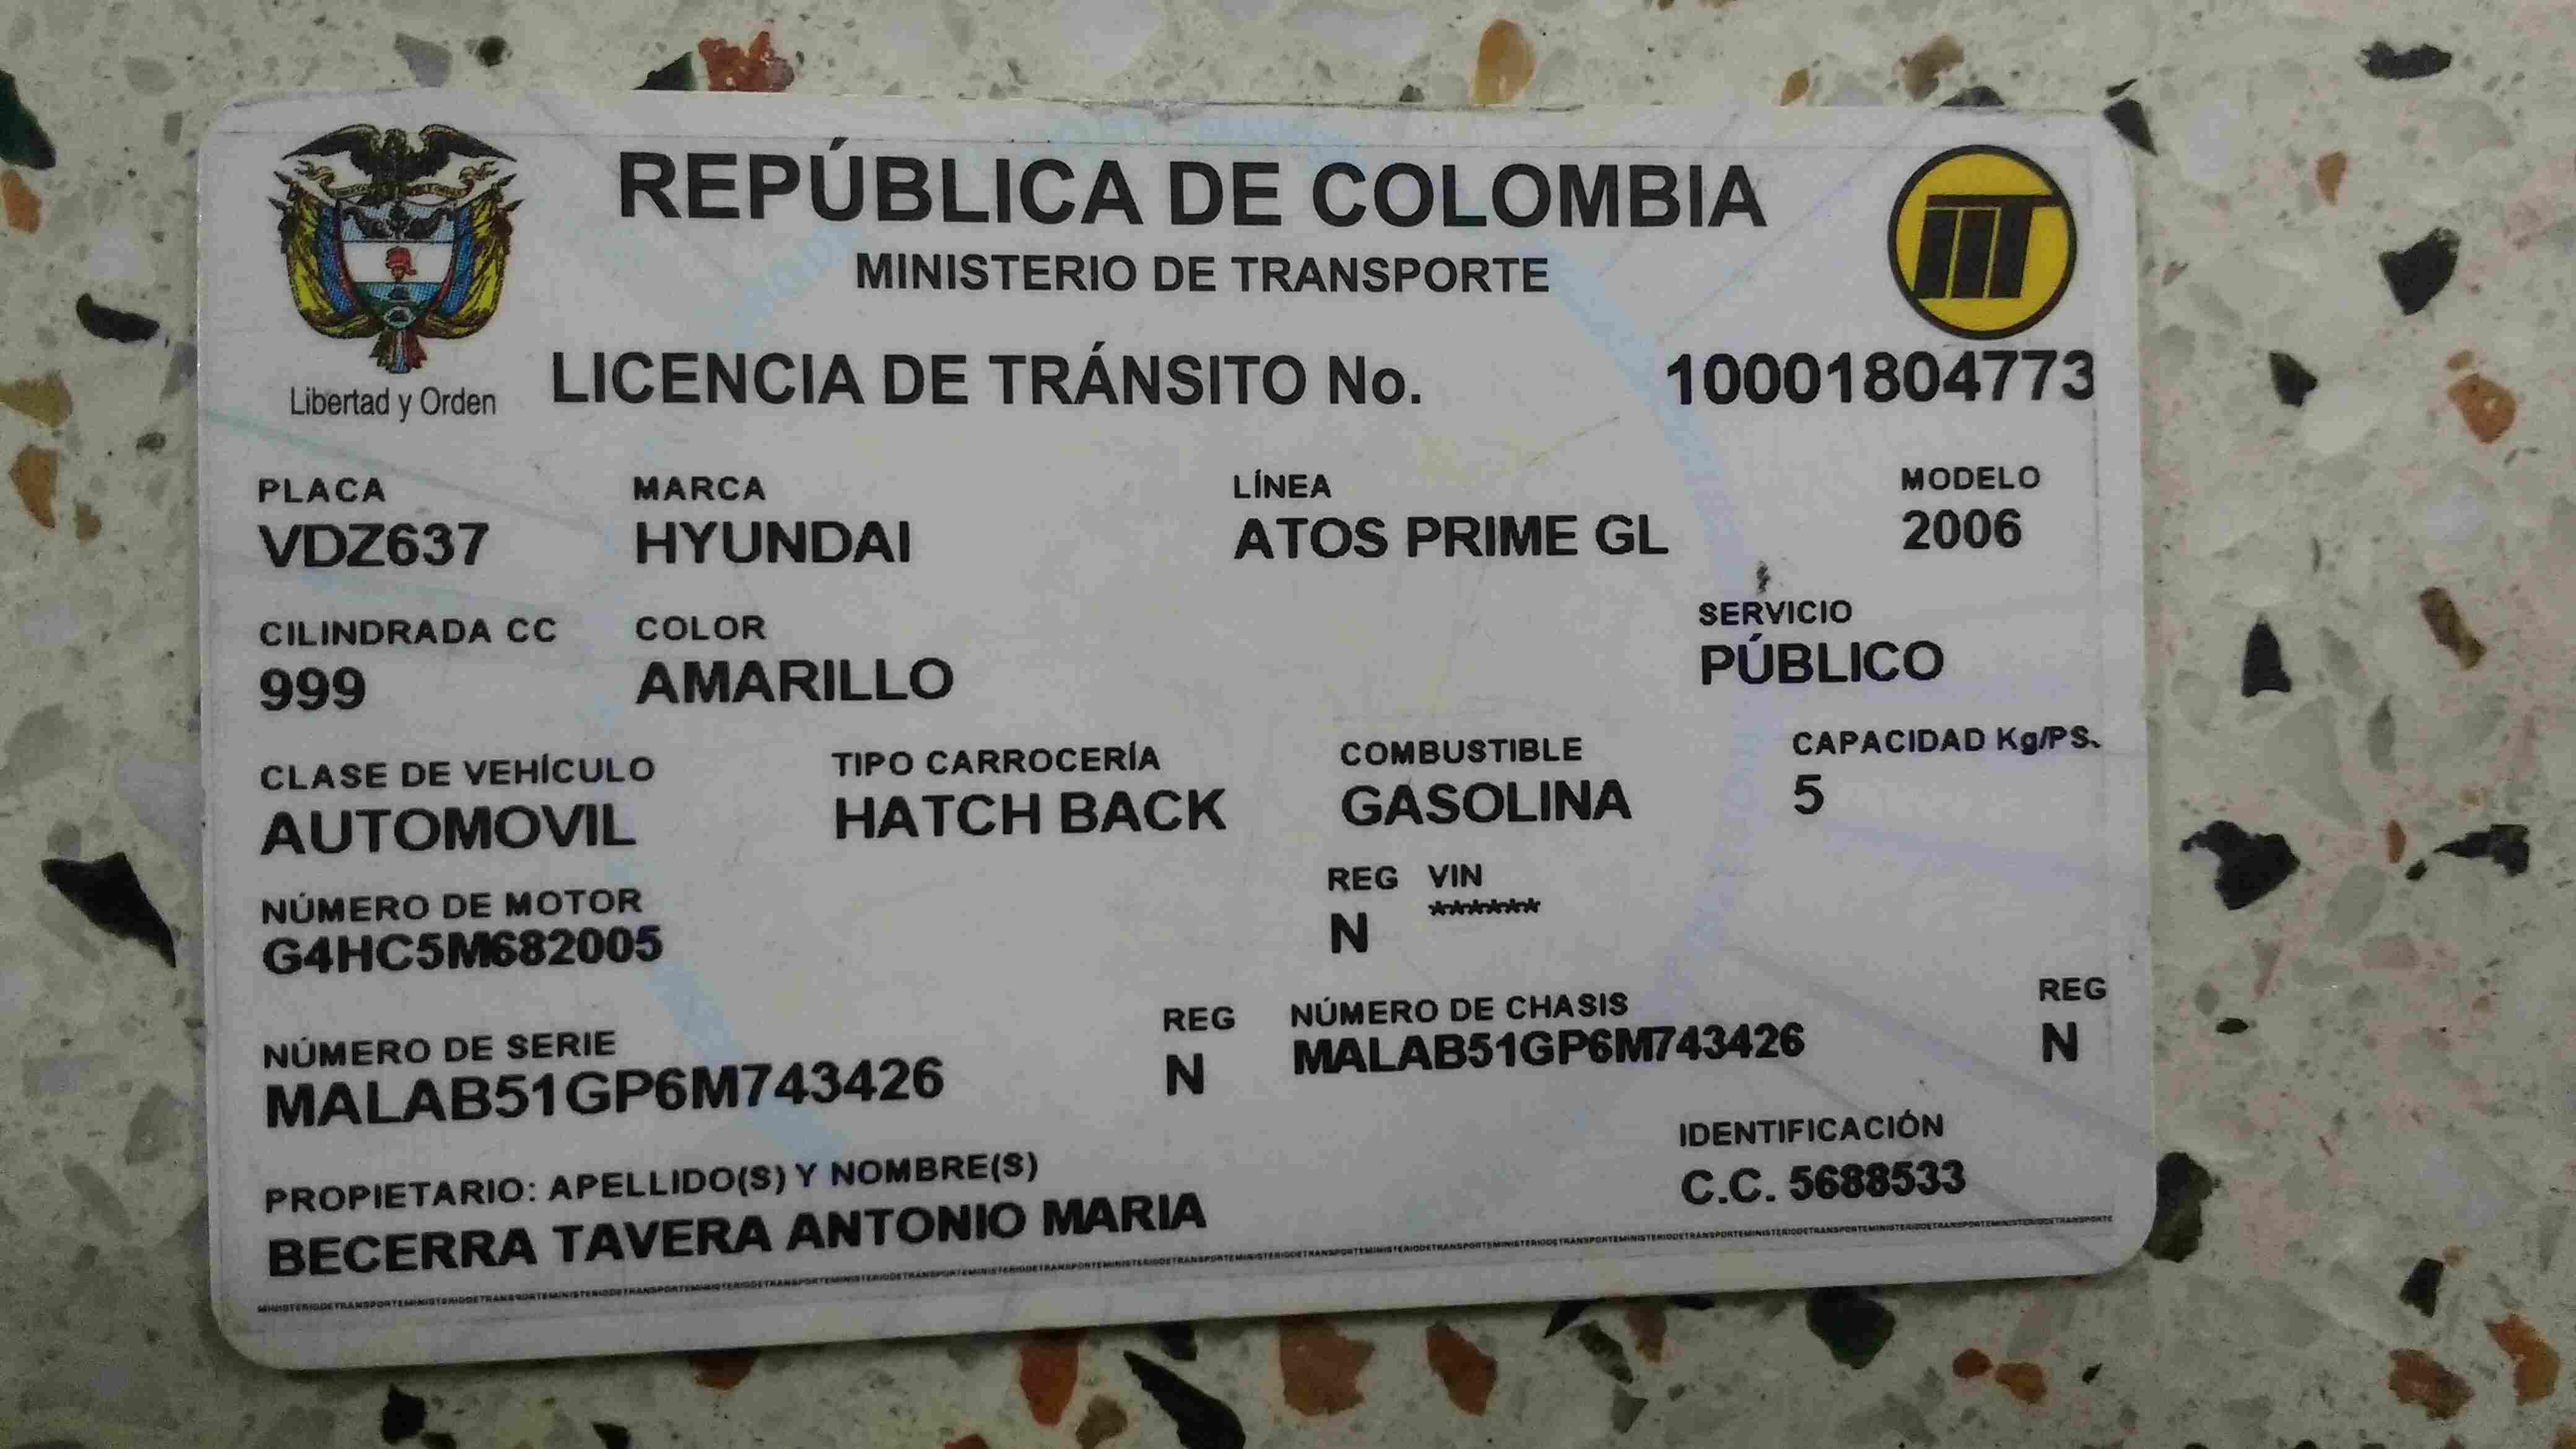 REPÚBLICA DE COLOMBIA
MINISTERIO DE TRANSPORTE
Libertad y Orden
LICENCIA DE TRÁNSITO No. 10001804773
PLACA MARCA LÍNEA MODELO
VDZ637 HYUNDAI ATOS PRIME GL 2006
CILINDRADA CC COLOR SERVICIO
999 AMARILLO PÚBLICO
CLASE DE VEHÍCULO TIPO CARROCERÍA COMBUSTIBLE CAPACIDAD Kg/PS.
AUTOMOVIL HATCH BACK GASOLINA 5
NÚMERO DE MOTOR REG VIN
G4HC5M682005 N ******
NÚMERO DE SERIE REG NÚMERO DE CHASIS REG
MALAB51GP6M743426 N MALAB51GP6M743426 N
PROPIETARIO: APELLIDO(S) Y NOMBRE(S) IDENTIFICACIÓN
BECERRA TAVERA ANTONIO MARIA C.C. 5688533